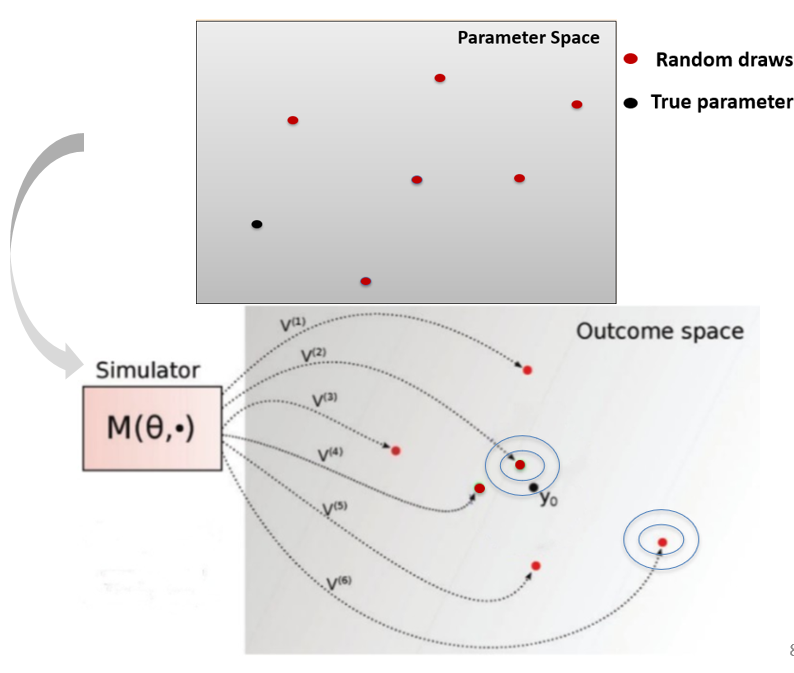 Parameter Space
Random draws
True parameter
Outcome space
Simulator
M(θ,•)
V(1)
V(2)
V(3)
V(4)
V(5)
V(6)
y₀